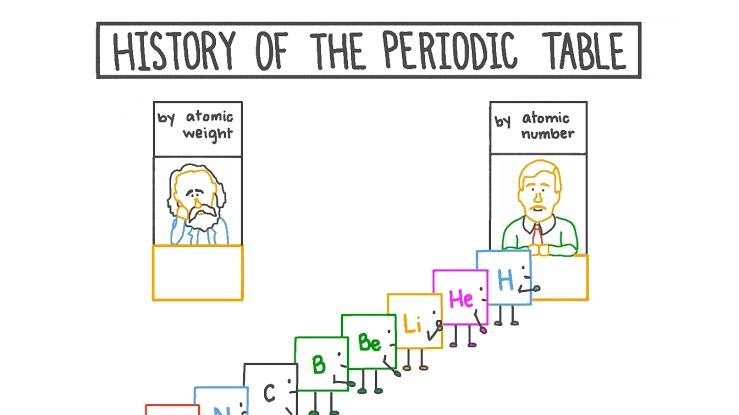 HISTORY OF THE PERIODIC TABLE
by atomic
weight
by atomic
number
H
He
Li
Be
B
C
N